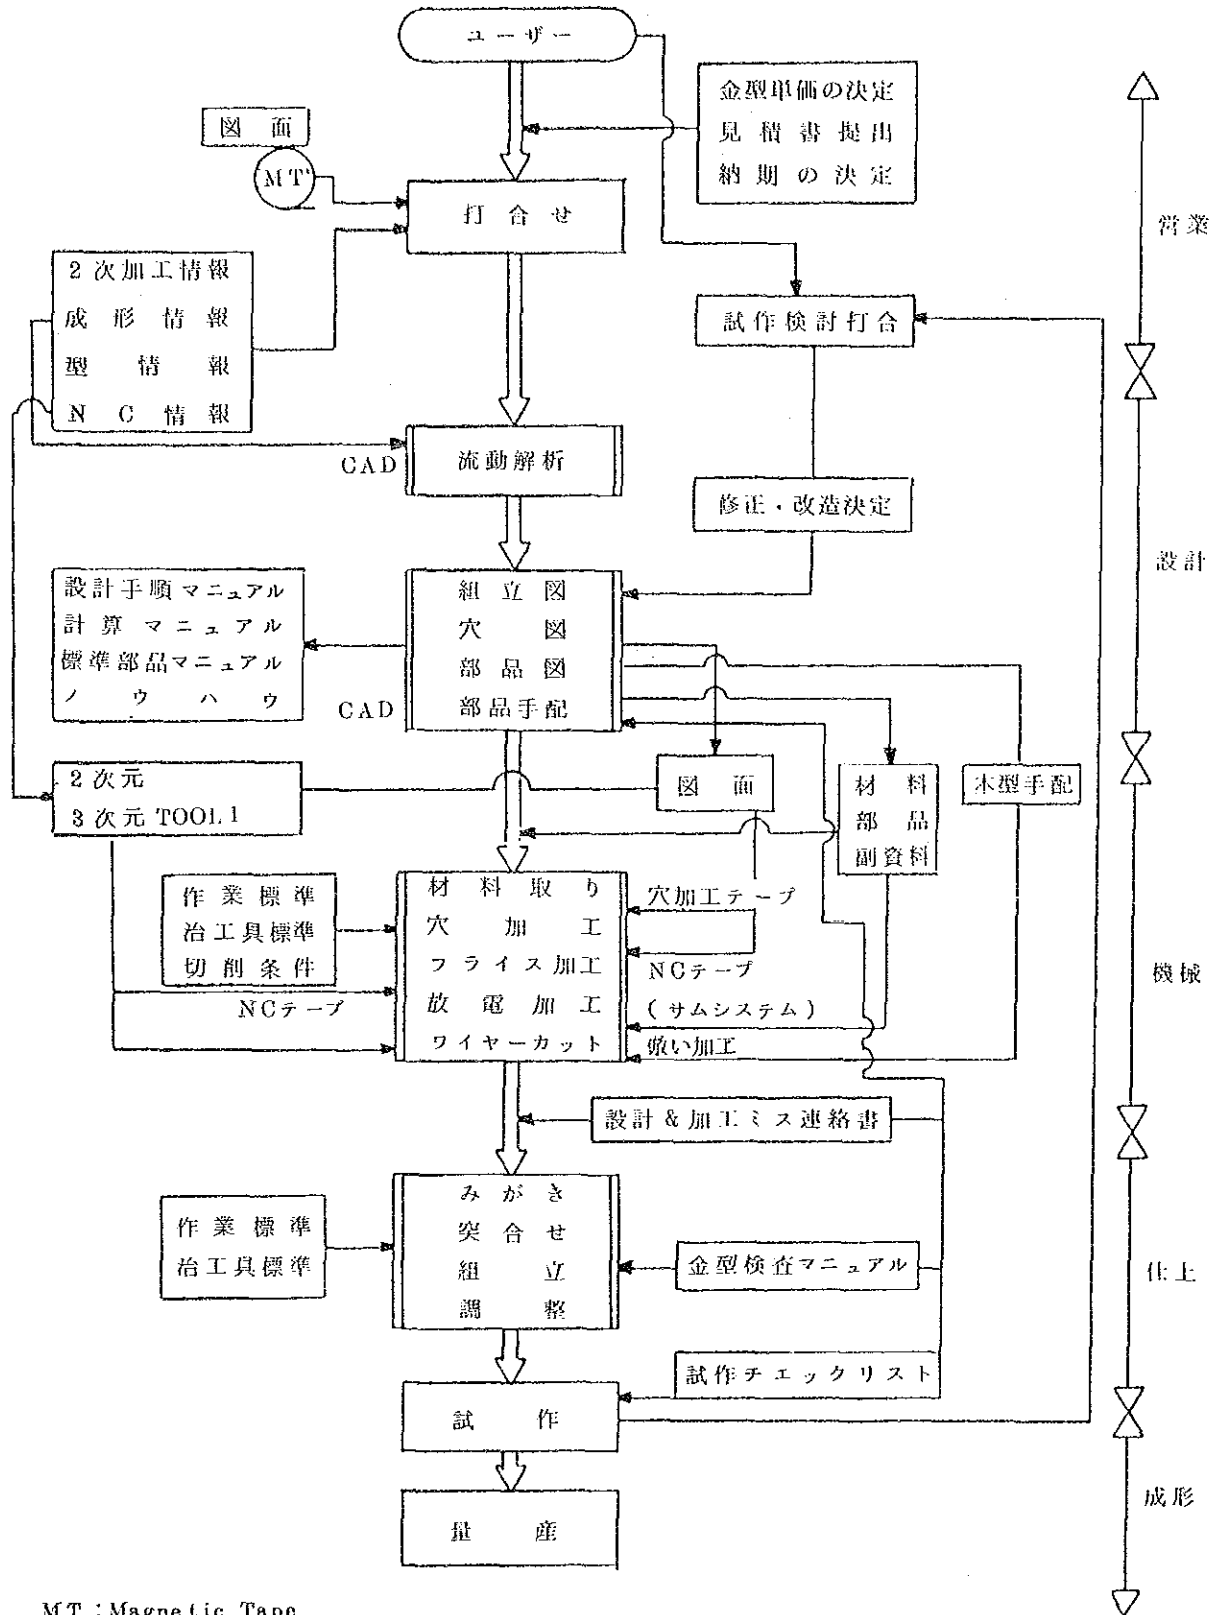 ユーザー
金型単価の決定
見積書提出
納期の決定
図面
MT
打合せ
営業
2次加工情報
成形情報
型情報
NC情報
試作検討打合
CAD
流動解析
修正・改造決定
設計
設計手順マニュアル
計算マニュアル
標準部品マニュアル
ノウハウ
組立図
穴図
部品図
部品手配
CAD
2次元
3次元 TOOL1
図面
材料
部品
副資料
木型手配
作業標準
冶工具標準
切削条件
NCテープ
材料取り
穴加工
フライス加工
放電加工
ワイヤーカット
穴加工テープ
NCテープ
(サムシステム)
倣い加工
機械
設計&加工ミス連絡書
作業標準
冶工具標準
みがき
突合せ
組立
調整
金型検査マニュアル
仕上
試作チェックリスト
試作
成形
量産
MT:Magnetic Tape